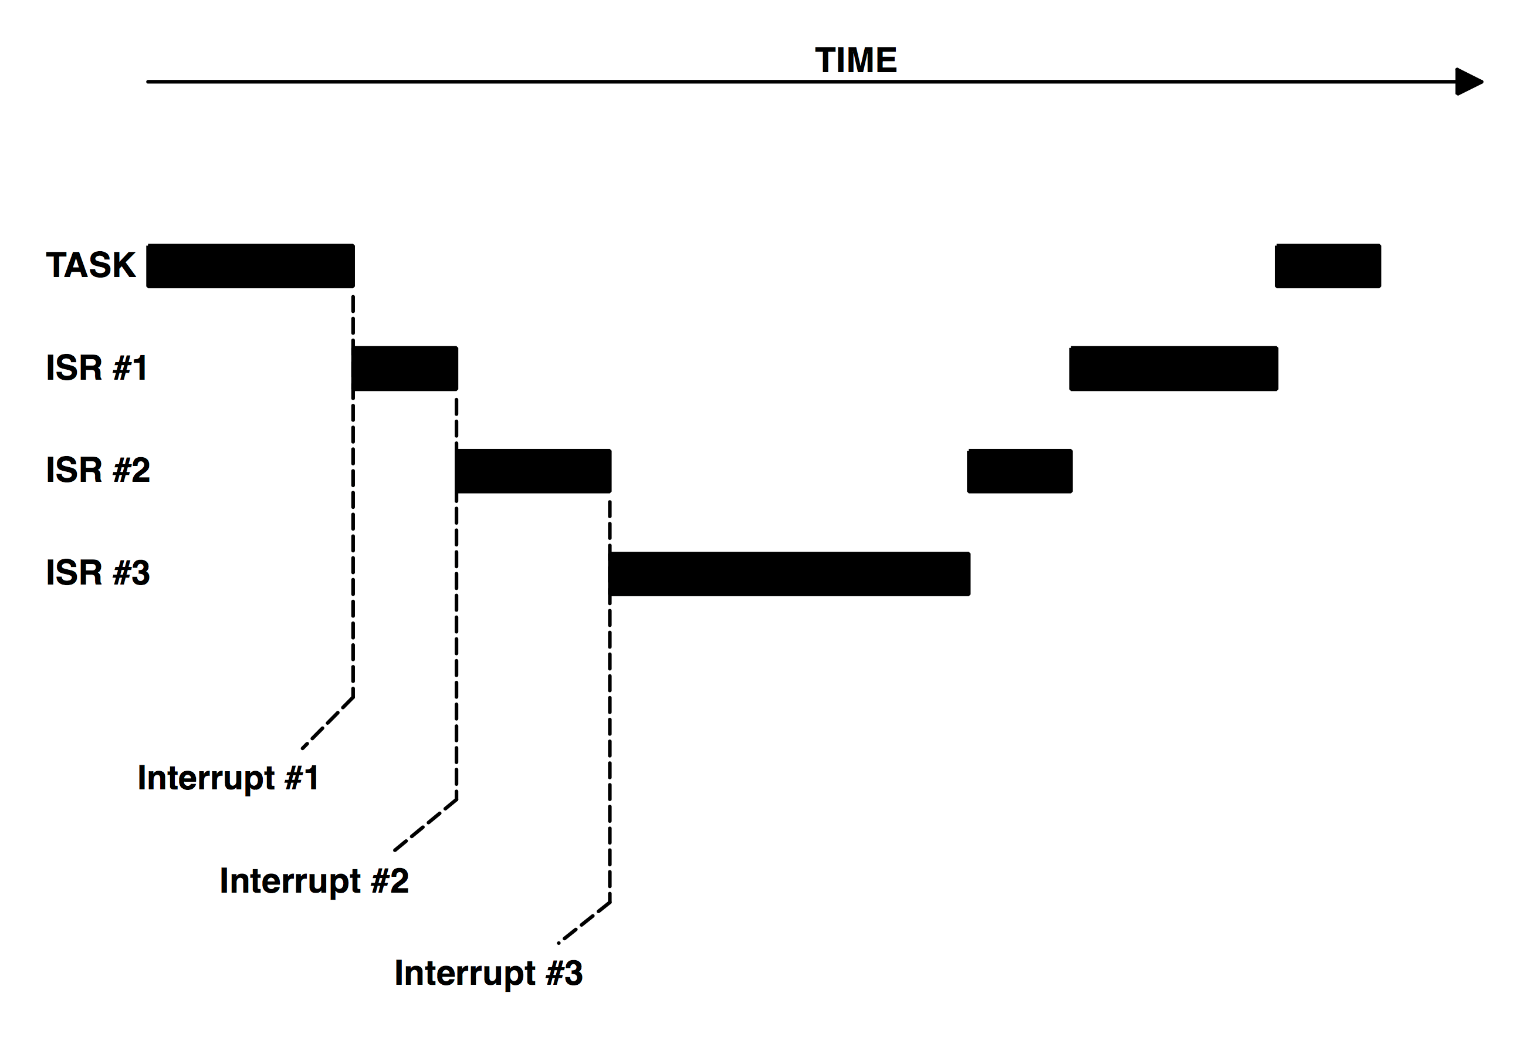 TIME
TASK
ISR #1
ISR #2
ISR #3
Interrupt #1
Interrupt #2
Interrupt #3